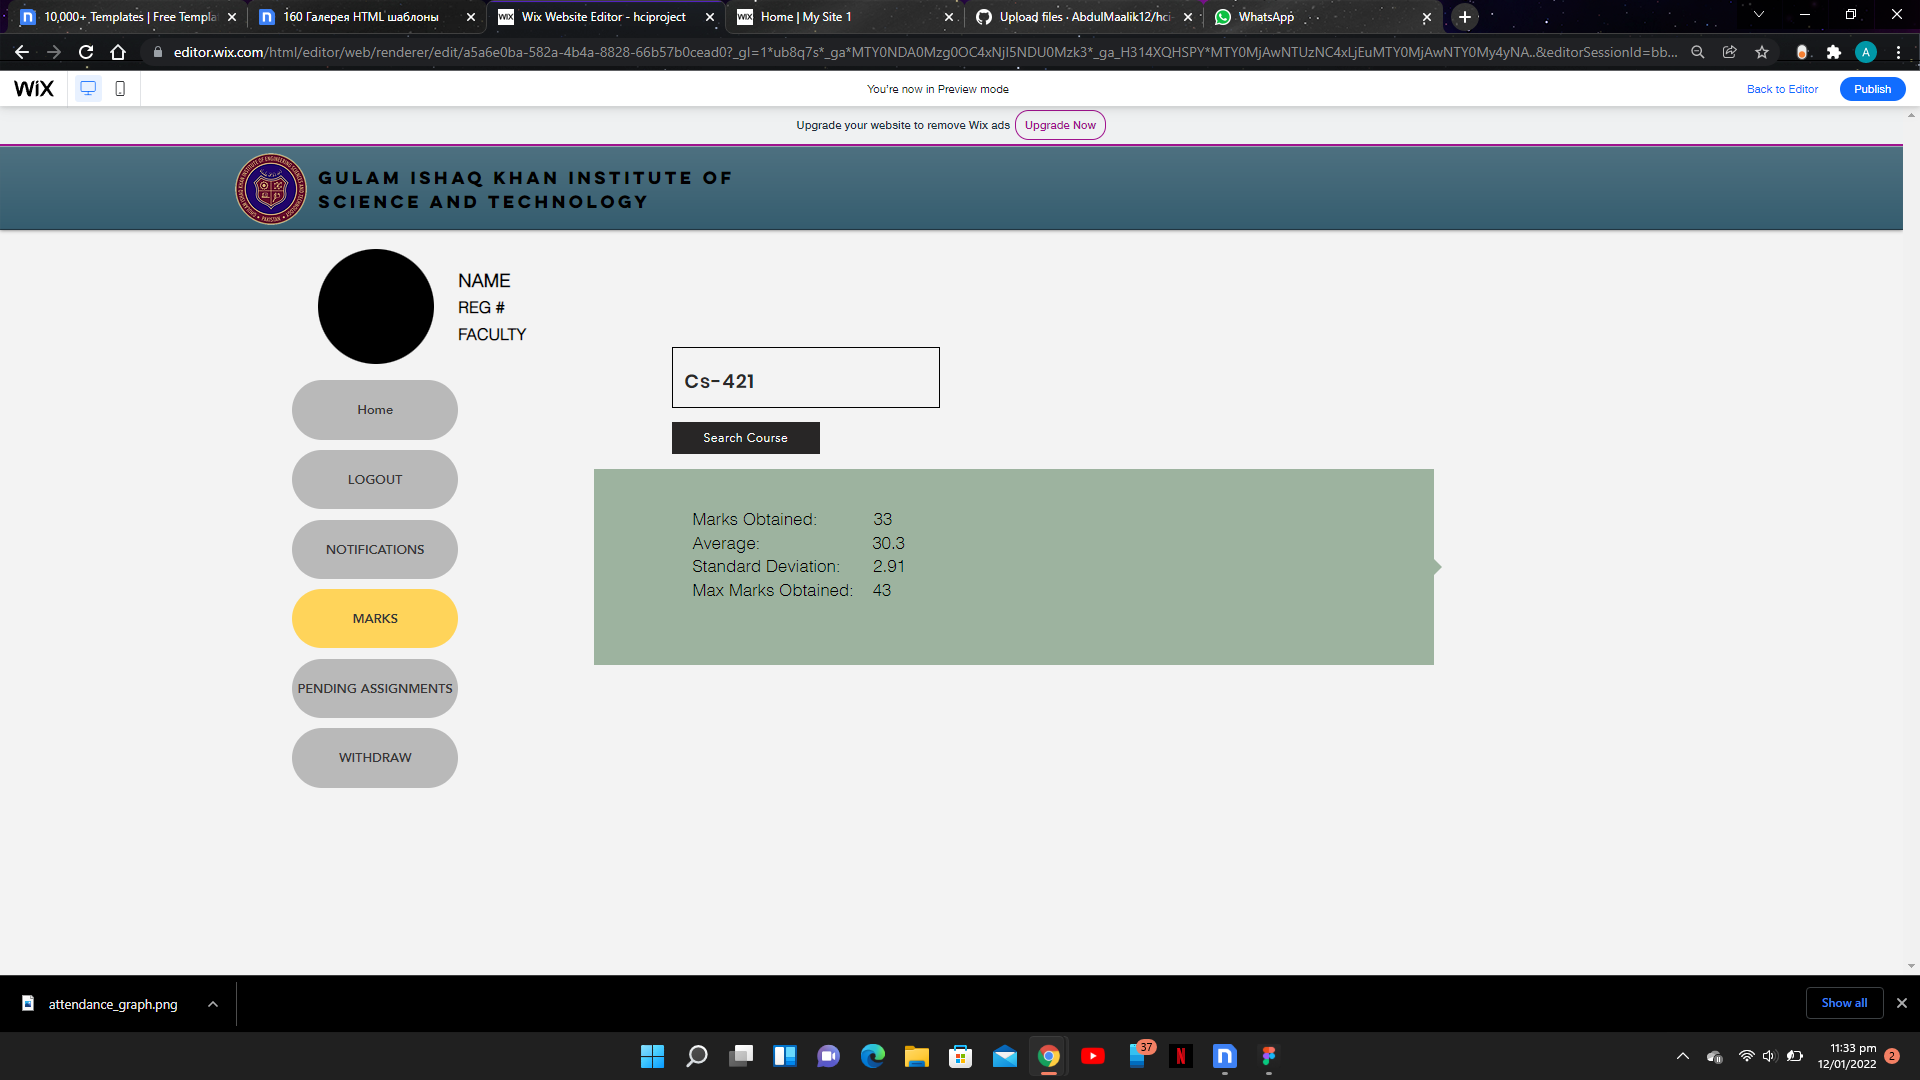 10,000+ Templates | Free Templa
160 Галерея HTML шаблоны
WiX Wix Website Editor - hciproject
WiX Home | My Site 1
Upload files · AbdulMaalik12/hci
WhatsApp
editor.wix.com/html/editor/web/renderer/edit/a5a6e0ba-582a-4b4a-8828-66b57b0cead0?_gl=1*ub8q7s*_ga*MTY0NDA0Mzg0OC4xNjI5NDU0Mzk3*_ga_H314XQHSPY*MTY0MjAwNTUzNC4xLjEuMTY0MjAwNTY0My4yNA..&editorSessionId=bb...
A
WiX
You're now in Preview mode
Back to Editor
Publish
Upgrade your website to remove Wix ads
Upgrade Now
GULAM ISHAQ KHAN INSTITUTE OF
SCIENCE AND TECHNOLOGY
NAME
REG #
FACULTY
Cs-421
Search Course
Home
LOGOUT
NOTIFICATIONS
MARKS
PENDING ASSIGNMENTS
WITHDRAW
Marks Obtained: 33
Average: 30.3
Standard Deviation: 2.91
Max Marks Obtained: 43
attendance_graph.png
Show all
37
11:33 pm
12/01/2022
2